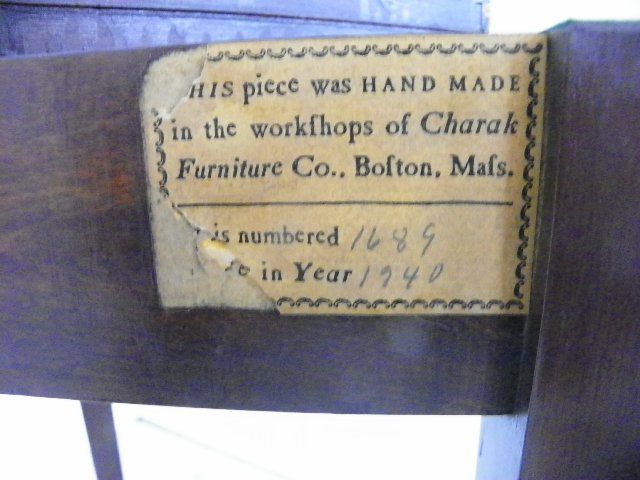 HIS piece was HAND MADE
in the workſhops of Charak
Furniture Co., Boſton, Maſs.
is numbered 1689
in Year 1940